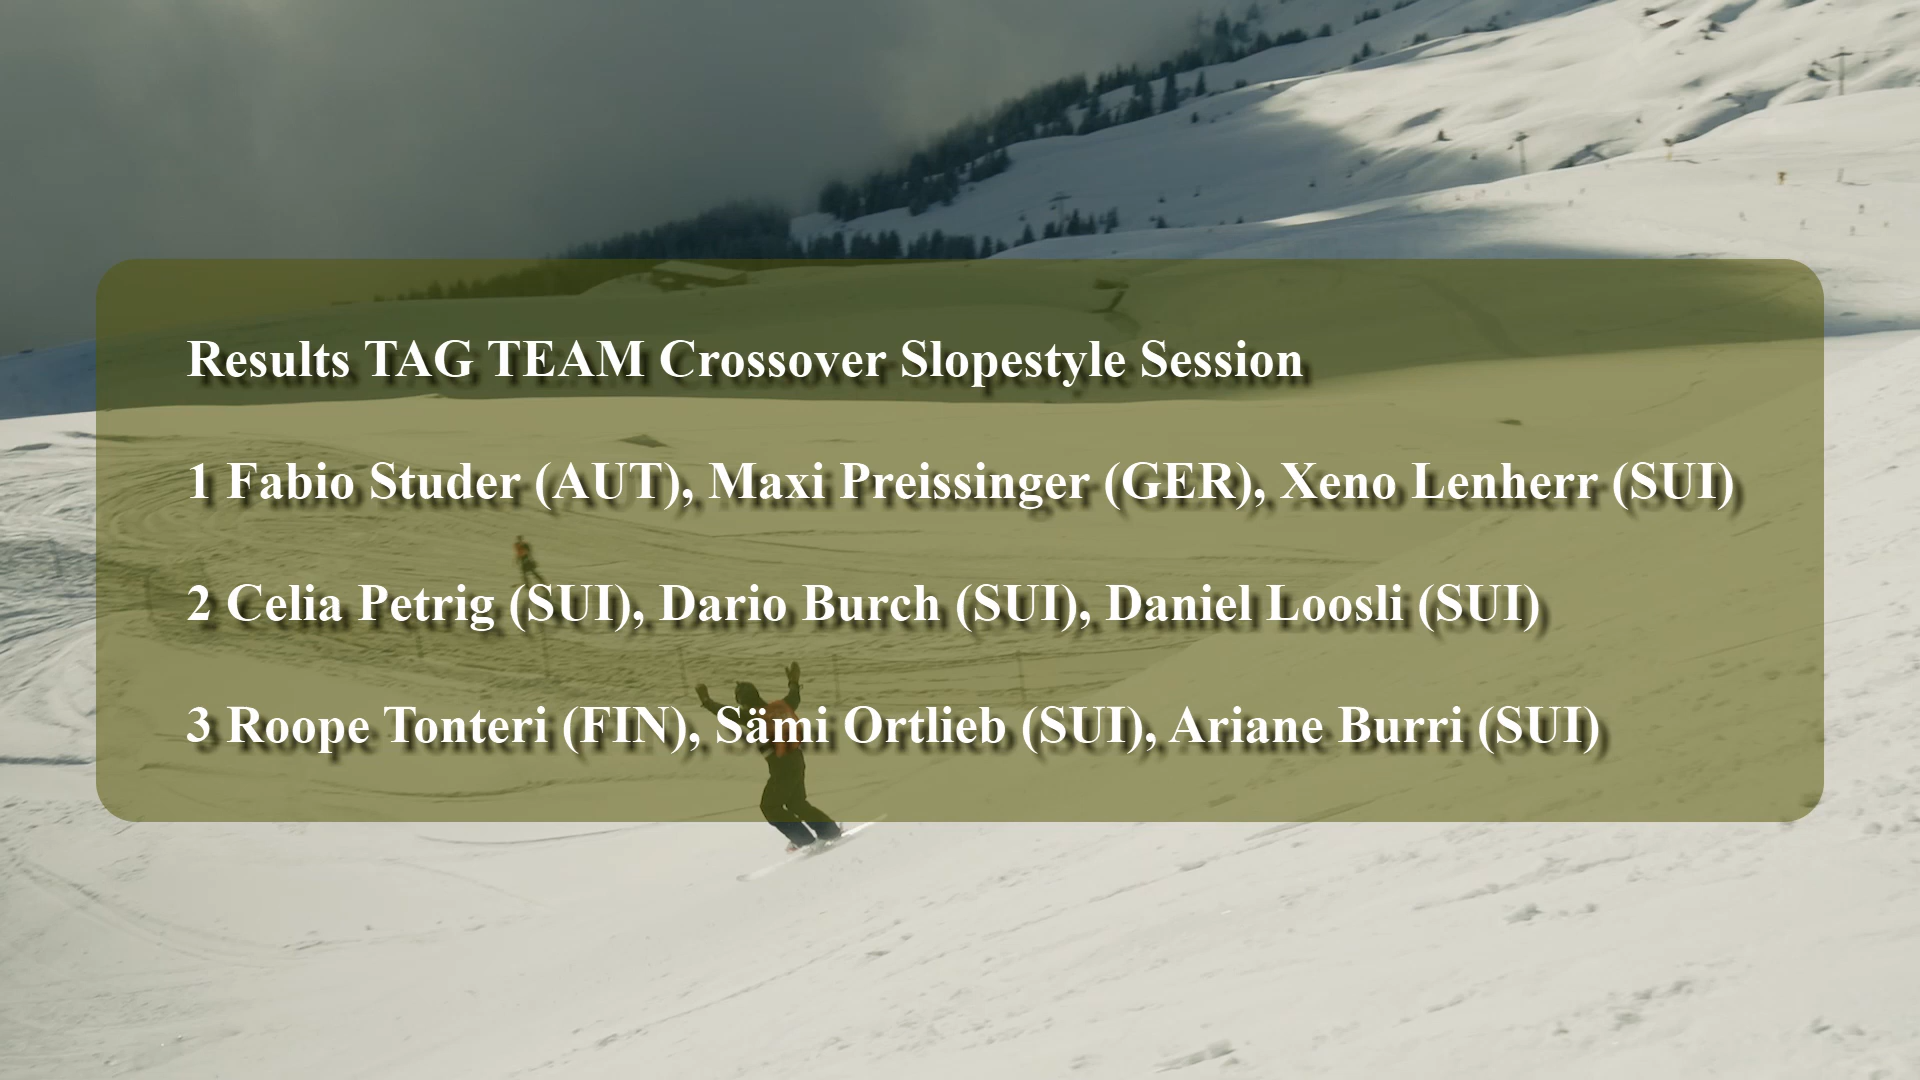 Results TAG TEAM Crossover Slopestyle Session
1 Fabio Studer (AUT), Maxi Preissinger (GER), Xeno Lenherr (SUI)
2 Celia Petrig (SUI), Dario Burch (SUI), Daniel Loosli (SUI)
3 Roope Tonteri (FIN), Sämi Ortlieb (SUI), Ariane Burri (SUI)